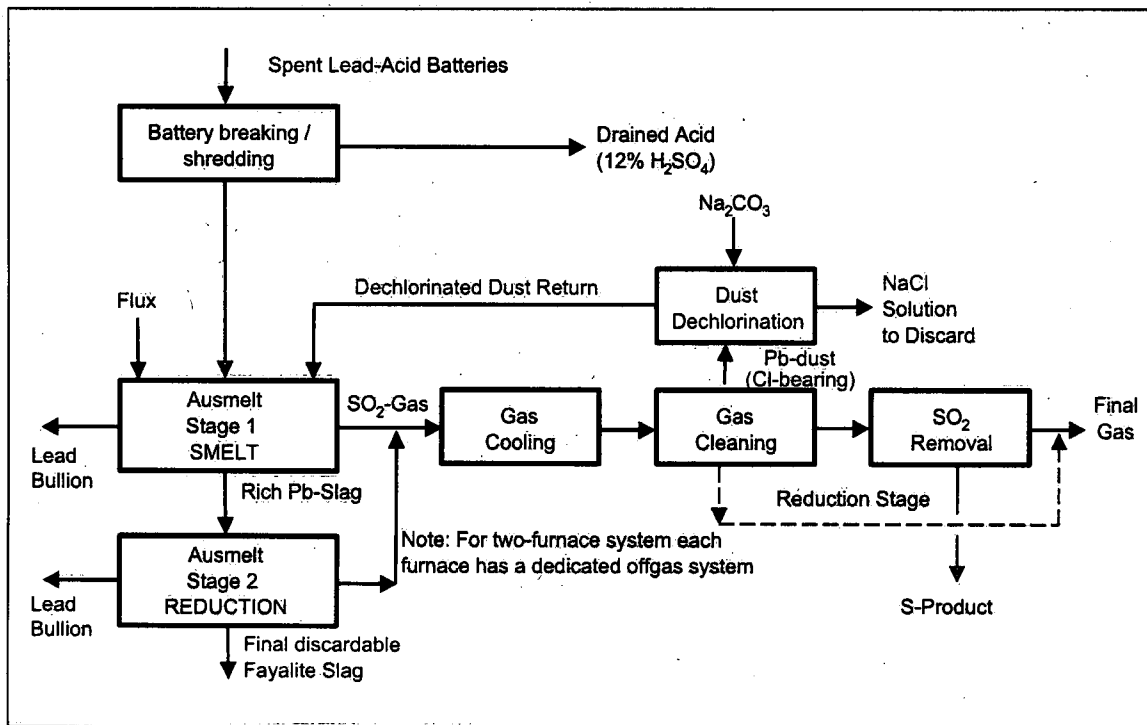 Spent Lead-Acid Batteries
Battery breaking /
shredding
Drained Acid
(12% H₂SO₄)
Na₂CO₃
Dechlorinated Dust Return
Flux
Dust
Dechlorination
NaCl
Solution
to Discard
Pb-dust
(Cl-bearing)
Ausmelt
Stage 1
SMELT
SO₂-Gas
Gas
Cooling
Gas
Cleaning
SO₂
Removal
Final
Gas
Lead
Bullion
Rich Pb-Slag
Reduction Stage
Note: For two-furnace system each
furnace has a dedicated offgas system
Ausmelt
Stage 2
REDUCTION
Lead
Bullion
S-Product
Final discardable
Fayalite Slag